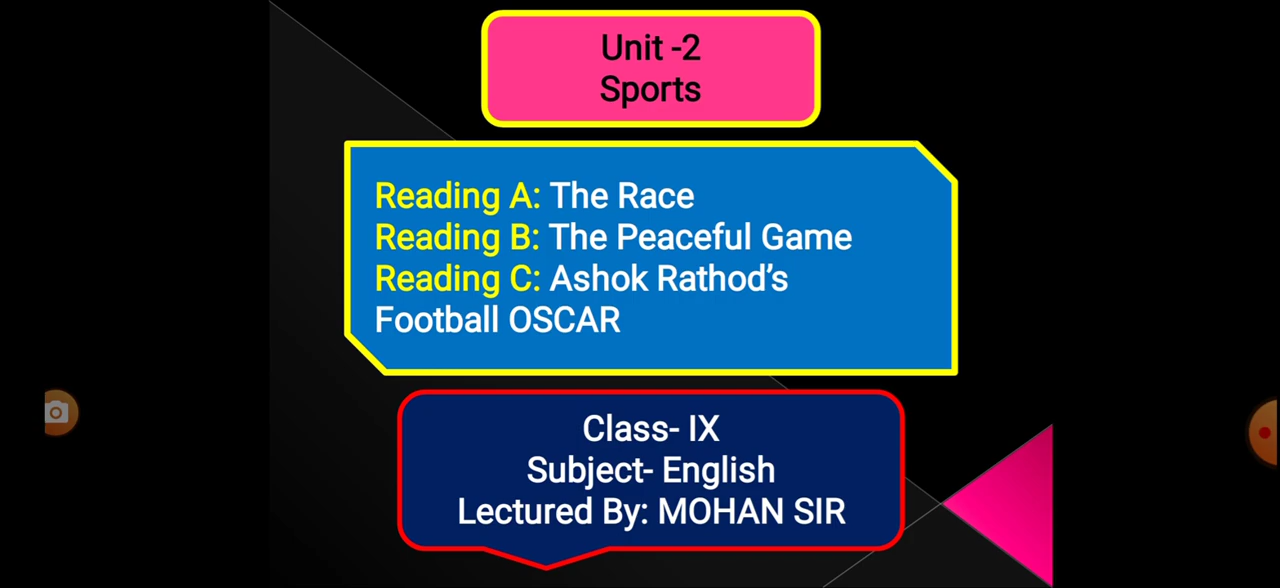 Unit -2
Sports
Reading A: The Race
Reading B: The Peaceful Game
Reading C: Ashok Rathod’s
Football OSCAR
Class- IX
Subject- English
Lectured By: MOHAN SIR